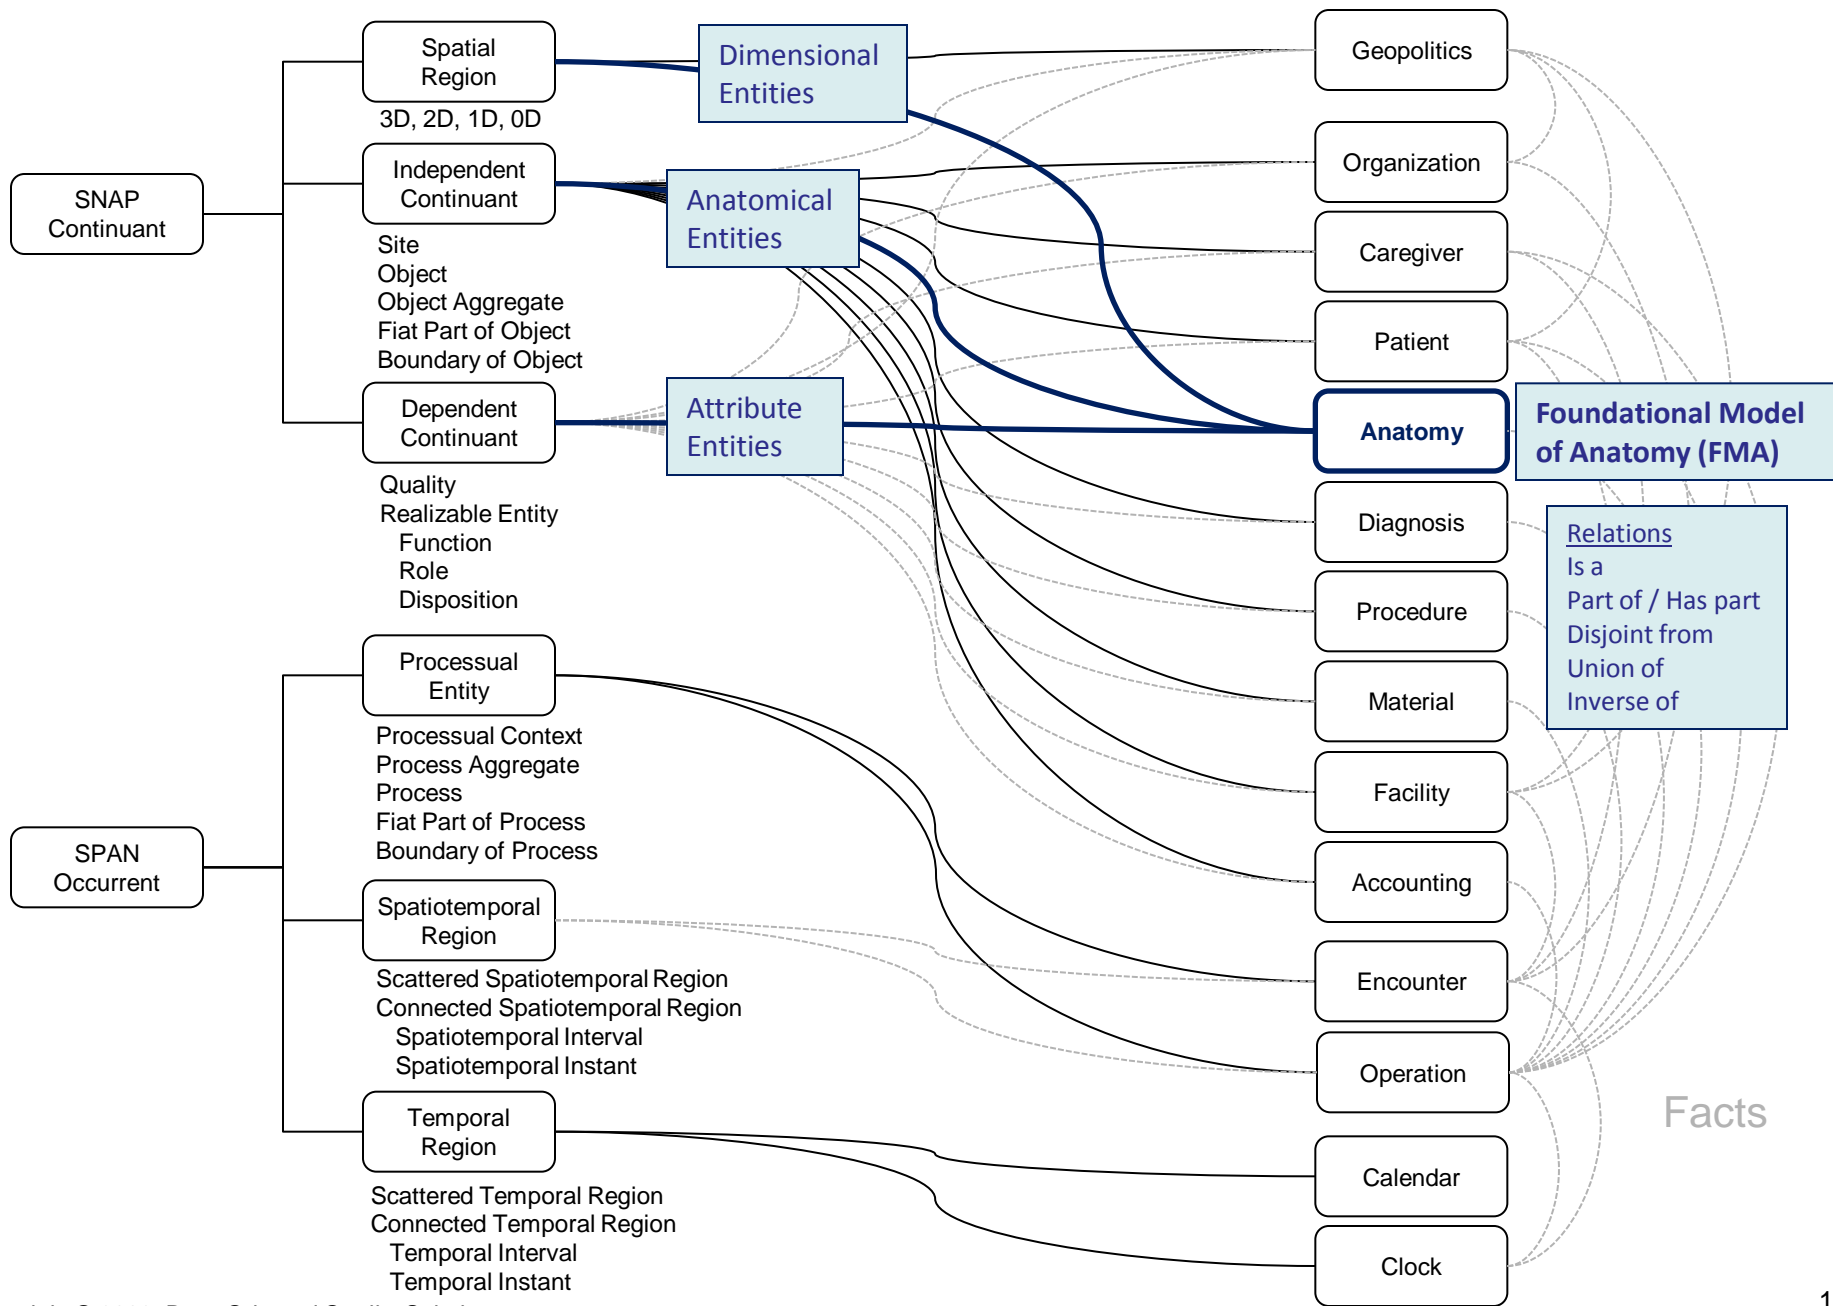 Spatial
Region
3D, 2D, 1D, 0D
Dimensional
Entities
Geopolitics
SNAP
Continuant
Independent
Continuant
Site
Object
Object Aggregate
Fiat Part of Object
Boundary of Object
Anatomical
Entities
Organization
Caregiver
Patient
Dependent
Continuant
Quality
Realizable Entity
Function
Role
Disposition
Attribute
Entities
Anatomy
Foundational Model
of Anatomy (FMA)
Diagnosis
Procedure
Material
Facility
Accounting
Relations
Is a
Part of / Has part
Disjoint from
Union of
Inverse of
SPAN
Occurrent
Processual
Entity
Processual Context
Process Aggregate
Process
Fiat Part of Process
Boundary of Process
Spatiotemporal
Region
Scattered Spatiotemporal Region
Connected Spatiotemporal Region
Spatiotemporal Interval
Spatiotemporal Instant
Encounter
Operation
Facts
Temporal
Region
Scattered Temporal Region
Connected Temporal Region
Temporal Interval
Temporal Instant
Calendar
Clock
1